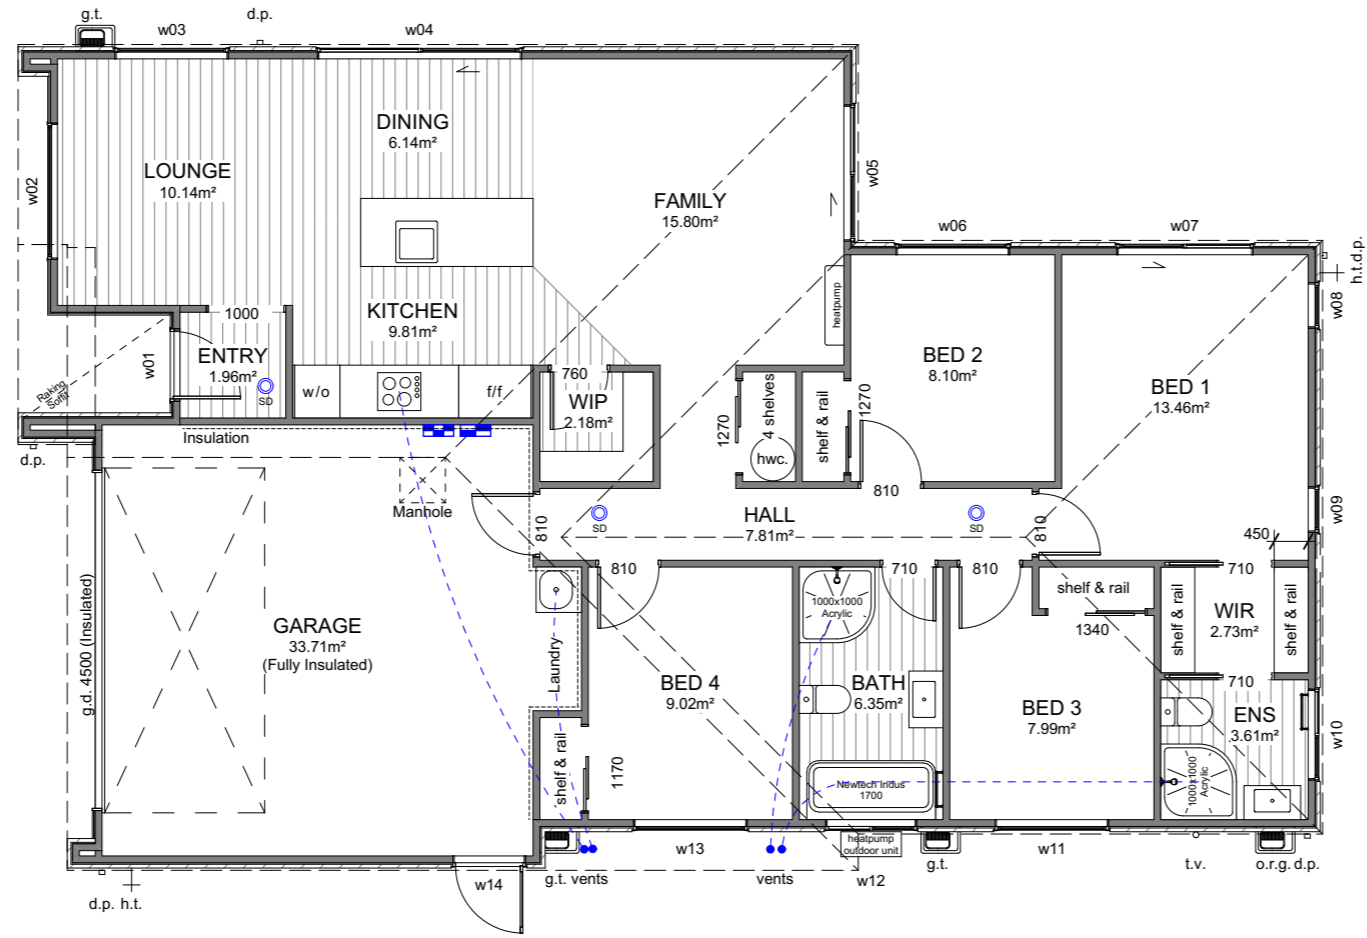 g.t.
d.p.
w03
w04
DINING
6.14m²
LOUNGE
10.14m²
w02
FAMILY
15.80m²
w05
w06
w07
h.t.d.p.
w08
heatpump
KITCHEN
9.81m²
1000
ENTRY
1.96m²
SD
w01
Raking
Soffit
w/o
f/f
760
WIP
2.18m²
1270
4 shelves
hwc.
shelf & rail
1270
BED 2
8.10m²
BED 1
13.46m²
Insulation
d.p.
Manhole
810
SD
HALL
7.81m²
810
SD
810
w09
450
g.d. 4500 (Insulated)
GARAGE
33.71m²
(Fully Insulated)
Laundry
810
1000x1000
Acrylic
710
810
shelf & rail
1340
710
shelf & rail
WIR
2.73m²
shelf & rail
710
BED 4
9.02m²
BATH
6.35m²
BED 3
7.99m²
ENS
3.61m²
w10
shelf & rail
1170
Newtech Indus
1700
1000x1000
Acrylic
heatpump
outdoor unit
w13
w11
w14
g.t. vents
vents
w12
g.t.
t.v.
o.r.g. d.p.
d.p. h.t.